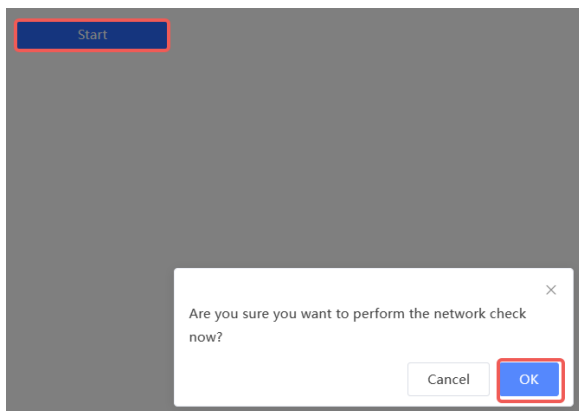 Start
Are you sure you want to perform the network check
now?
Cancel
OK